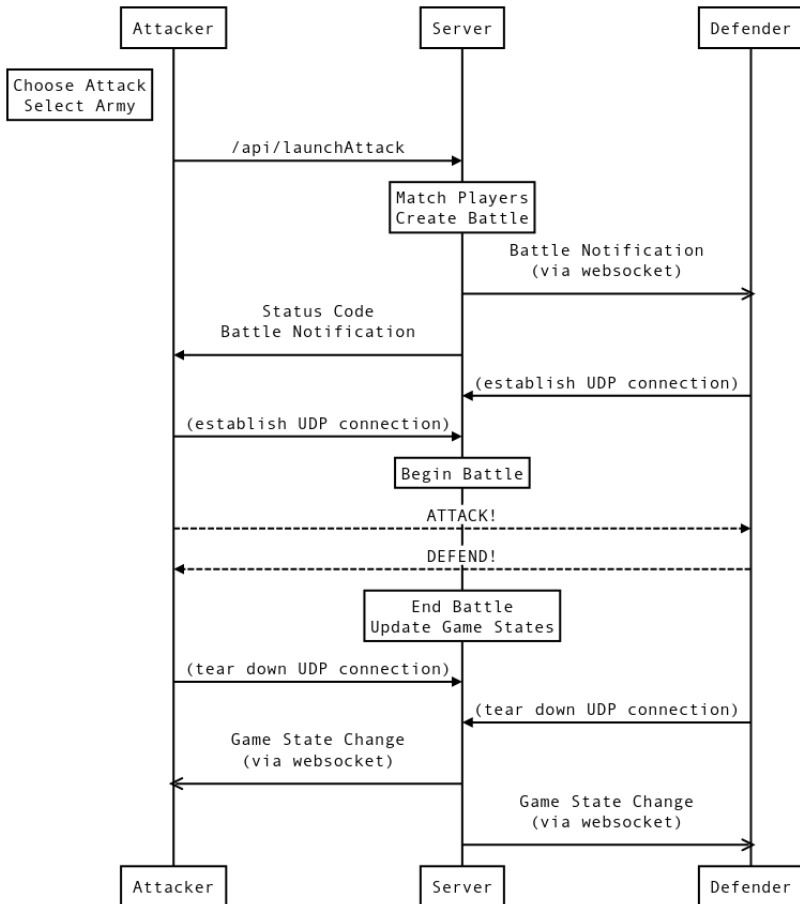 Attacker
Server
Defender
Choose Attack
Select Army
/api/launchAttack
Match Players
Create Battle
Battle Notification
(via websocket)
Status Code
Battle Notification
(establish UDP connection)
(establish UDP connection)
Begin Battle
ATTACK!
DEFEND!
End Battle
Update Game States
(tear down UDP connection)
(tear down UDP connection)
Game State Change
(via websocket)
Game State Change
(via websocket)
Attacker
Server
Defender